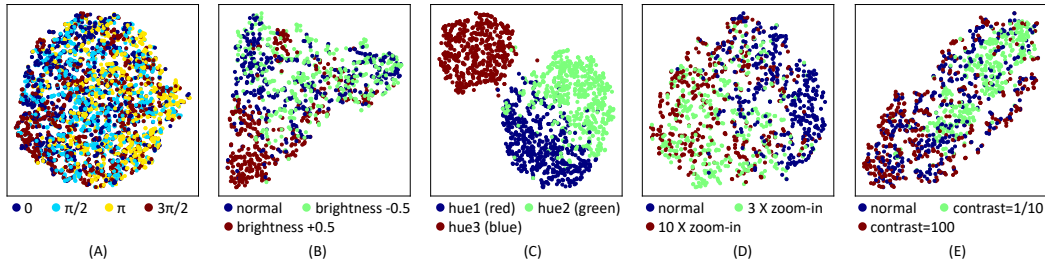 0 π/2 π 3π/2
(A)
normal brightness -0.5
brightness +0.5
(B)
hue1 (red) hue2 (green)
hue3 (blue)
(C)
normal 3 X zoom-in
10 X zoom-in
(D)
normal contrast=1/10
contrast=100
(E)